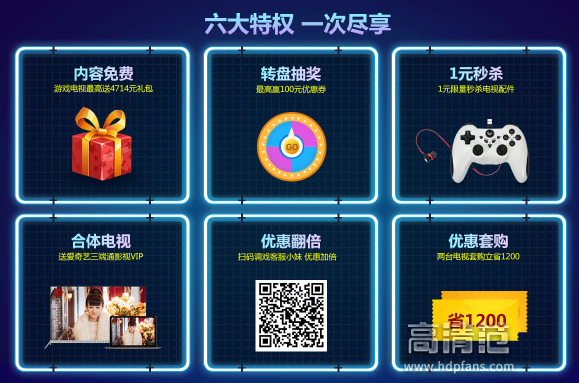 六大特权 一次尽享
内容免费
游戏电视最高送4714元礼包
转盘抽奖
最高赢100元优惠券
GO
1元秒杀
1元限量秒杀电视配件
合体电视
送爱奇艺三端通影视VIP
优惠翻倍
扫码调戏客服小妹 优惠加倍
优惠套购
两台电视套购立省1200
省1200
高清范
www.hdpfans.com